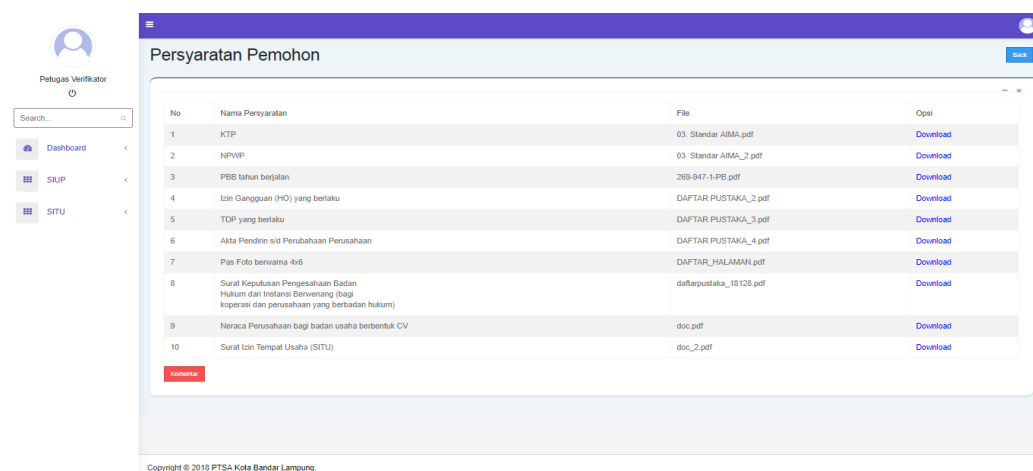 Persyaratan Pemohon
Back
Petugas Verifikator
Search...
Dashboard
SIUP
SITU
No Nama Persyaratan File Opsi
1 KTP 03. Standar AIMA.pdf Download
2 NPWP 03. Standar AIMA_2.pdf Download
3 PBB tahun berjalan 269-947-1-PB.pdf Download
4 Izin Gangguan (HO) yang berlaku DAFTAR PUSTAKA_2.pdf Download
5 TDP yang berlaku DAFTAR PUSTAKA_3.pdf Download
6 Akta Pendirin s/d Perubahaan Perusahaan DAFTAR PUSTAKA_4.pdf Download
7 Pas Foto berwarna 4x6 DAFTAR_HALAMAN.pdf Download
8 Surat Keputusan Pengesahaan Badan daftarpustaka_18128.pdf Download
Hukum dari Instansi Berwenang (bagi
koperasi dan perusahaan yang berbadan hukum)
9 Neraca Perusahaan bagi badan usaha berbentuk CV doc.pdf Download
10 Surat Izin Tempat Usaha (SITU) doc_2.pdf Download
Komentar
Copyright © 2018 PTSA Kota Bandar Lampung.